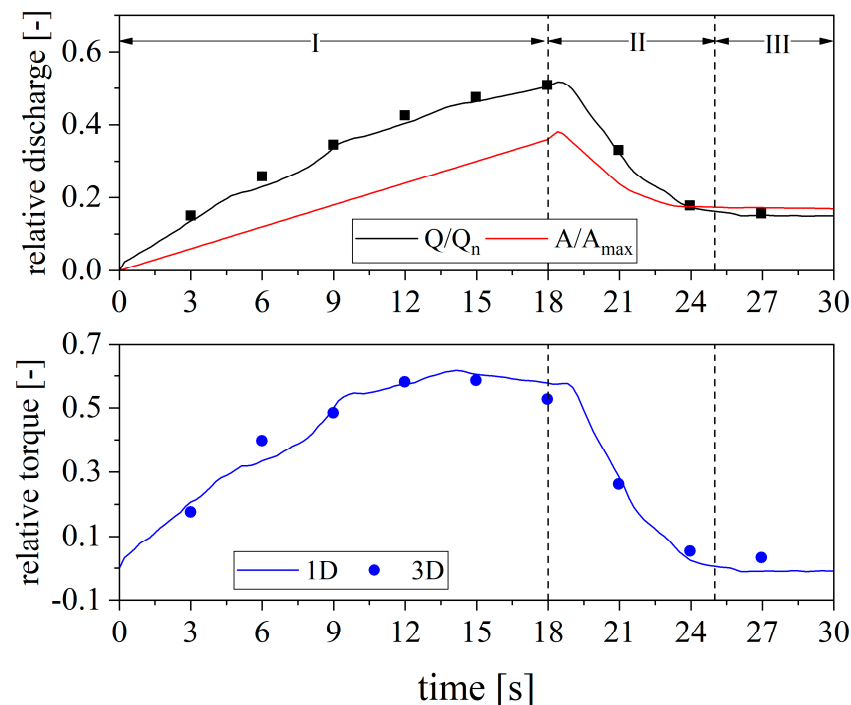 relative discharge [-]
0.6
0.4
0.2
0.0
I
II
III
Q/Qn
A/Amax
0 3 6 9 12 15 18 21 24 27 30
relative torque [-]
0.7
0.5
0.3
0.1
-0.1
1D
3D
0 3 6 9 12 15 18 21 24 27 30
time [s]